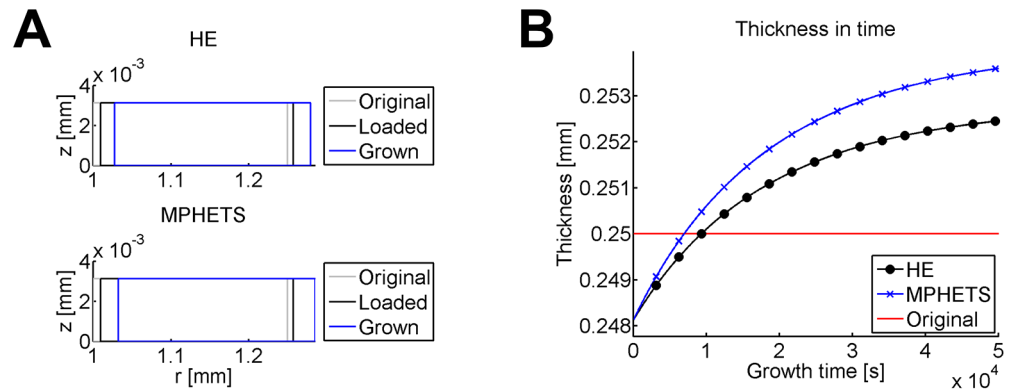 A
HE
x 10⁻³
4
2
0
z [mm]
1 1.1 1.2
Original
Loaded
Grown
MPHETS
x 10⁻³
4
2
0
z [mm]
1 1.1 1.2
r [mm]
Original
Loaded
Grown
B
Thickness in time
0.253
0.252
0.251
0.25
0.249
0.248
Thickness [mm]
0 1 2 3 4 5
x 10⁴
Growth time [s]
HE
MPHETS
Original